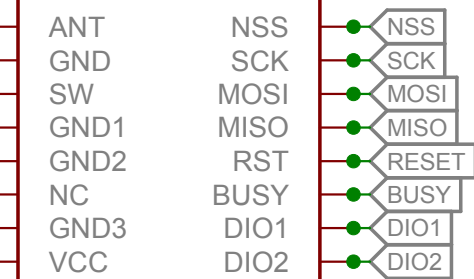 ANT NSS NSS
GND SCK SCK
SW MOSI MOSI
GND1 MISO MISO
GND2 RST RESET
NC BUSY BUSY
GND3 DIO1 DIO1
VCC DIO2 DIO2